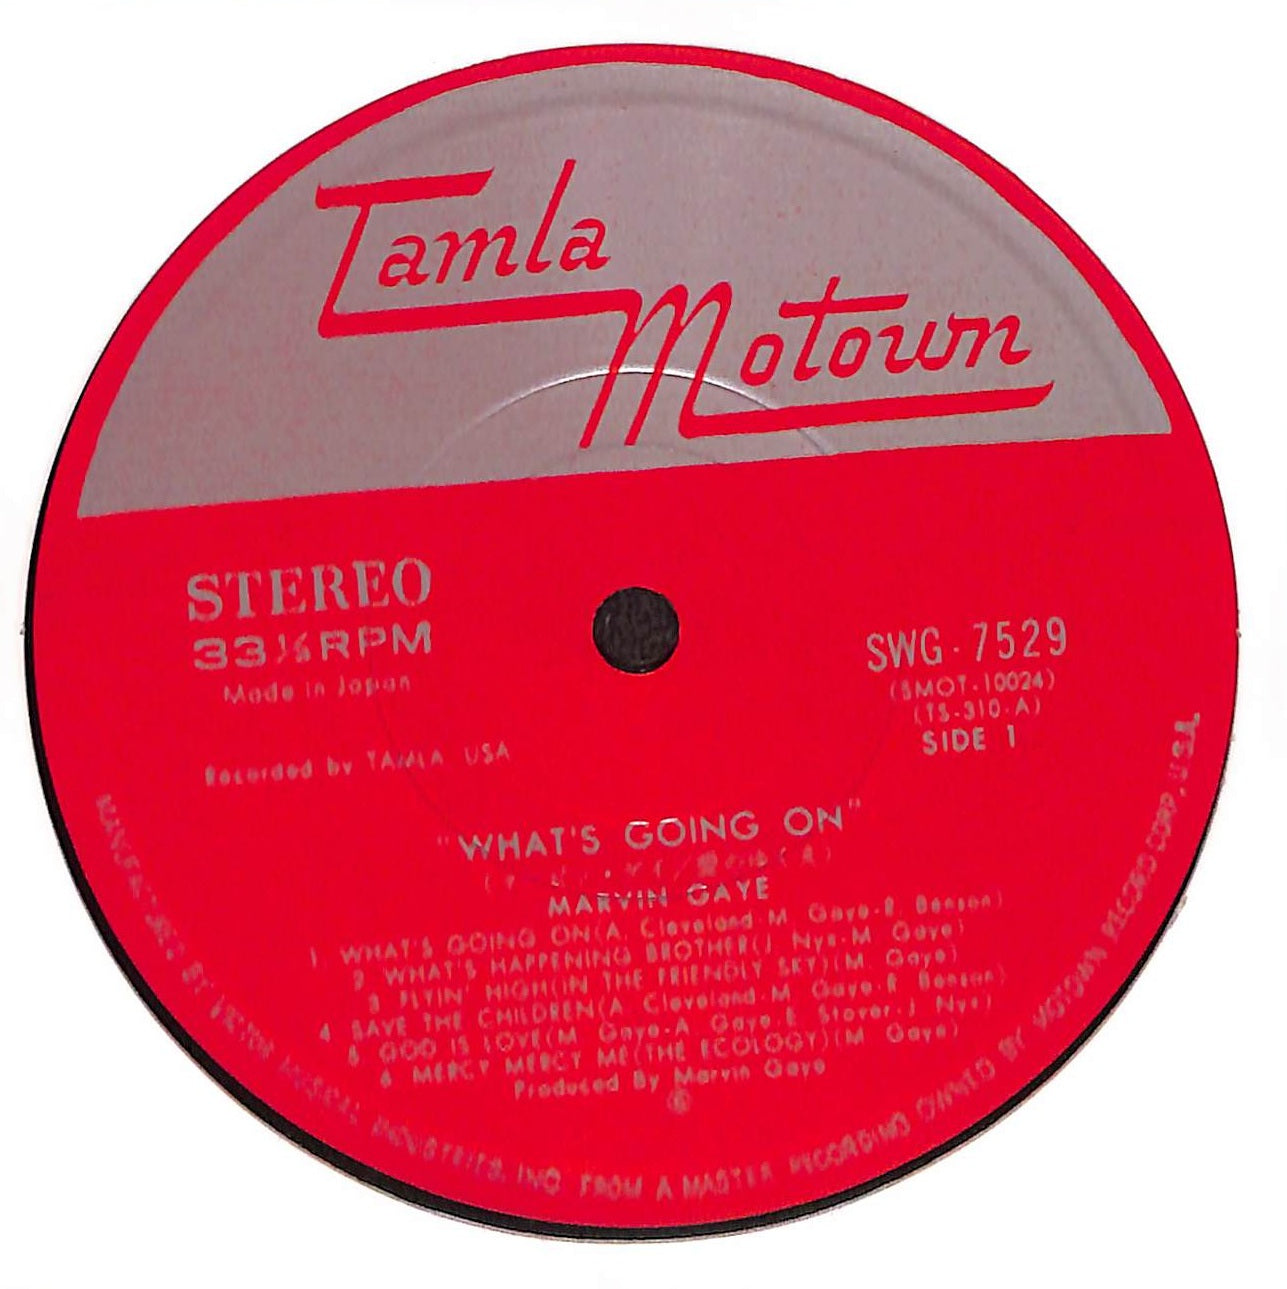 Tamla
Motown
STEREO
33⅓RPM
Made in Japan
SWG-7529
(SMOT-10024)
(TS-310-A)
SIDE 1
Recorded by TAMLA USA
"WHAT'S GOING ON"
MARVIN GAYE
1 WHAT'S GOING ON(A. Cleveland-M. Gaye-R. Benson)
2 WHAT'S HAPPENING BROTHER(J. Nyx-M. Gaye)
3 FLYIN' HIGH(IN THE FRIENDLY SKY)(M. Gaye)
4 SAVE THE CHILDREN(A. Cleveland-M. Gaye-R. Benson)
5 GOD IS LOVE(M. Gaye-A. Gaye-E. Stover-J. Nyx)
6 MERCY MERCY ME(THE ECOLOGY)(M. Gaye)
Produced By Marvin Gaye
Ⓟ
MANUFACTURED BY VICTOR MUSICAL INDUSTRIES, INC. FROM A MASTER RECORDING OWNED BY MOTOWN RECORD CORP.,